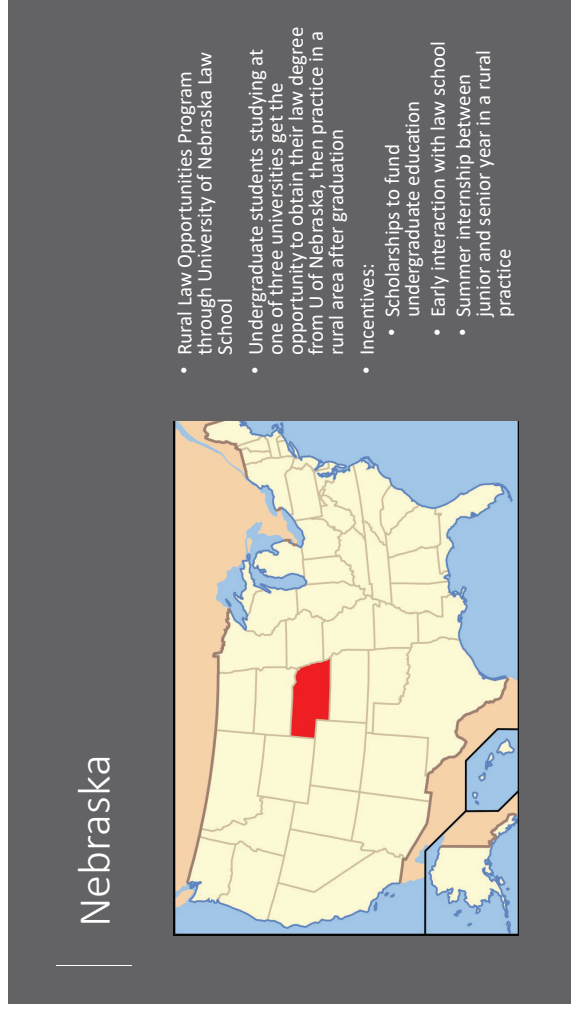 Nebraska
• Rural Law Opportunities Program
through University of Nebraska Law
School
• Undergraduate students studying at
one of three universities get the
opportunity to obtain their law degree
from U of Nebraska, then practice in a
rural area after graduation
• Incentives:
• Scholarships to fund
undergraduate education
• Early interaction with law school
• Summer internship between
junior and senior year in a rural
practice